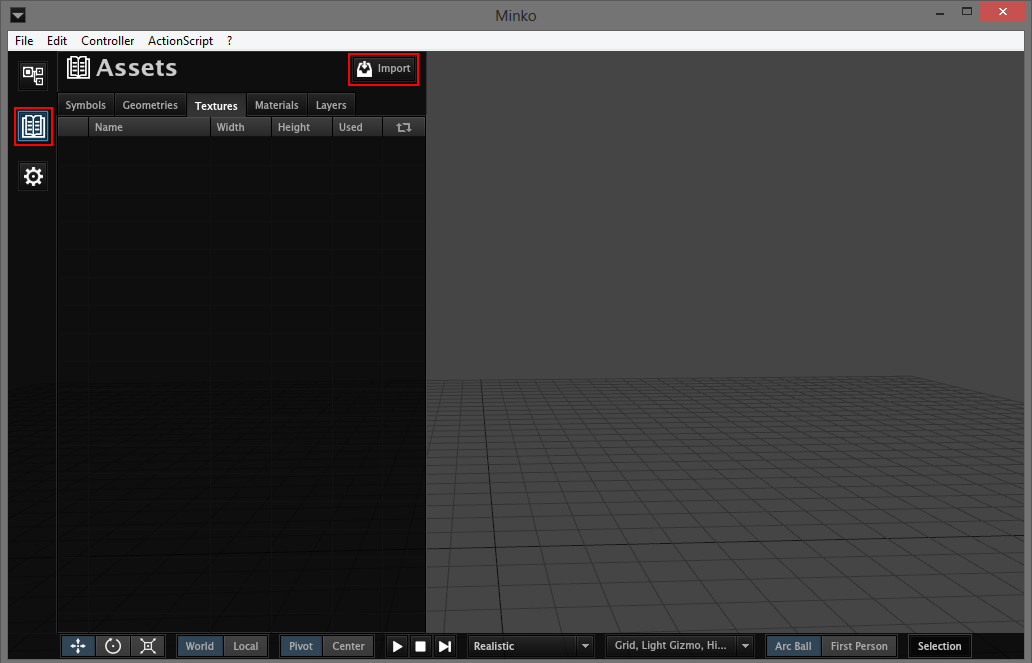 Minko
File Edit Controller ActionScript ?
Assets Import
Symbols Geometries Textures Materials Layers
Name Width Height Used
World Local Pivot Center Realistic Grid, Light Gizmo, Hi... Arc Ball First Person Selection